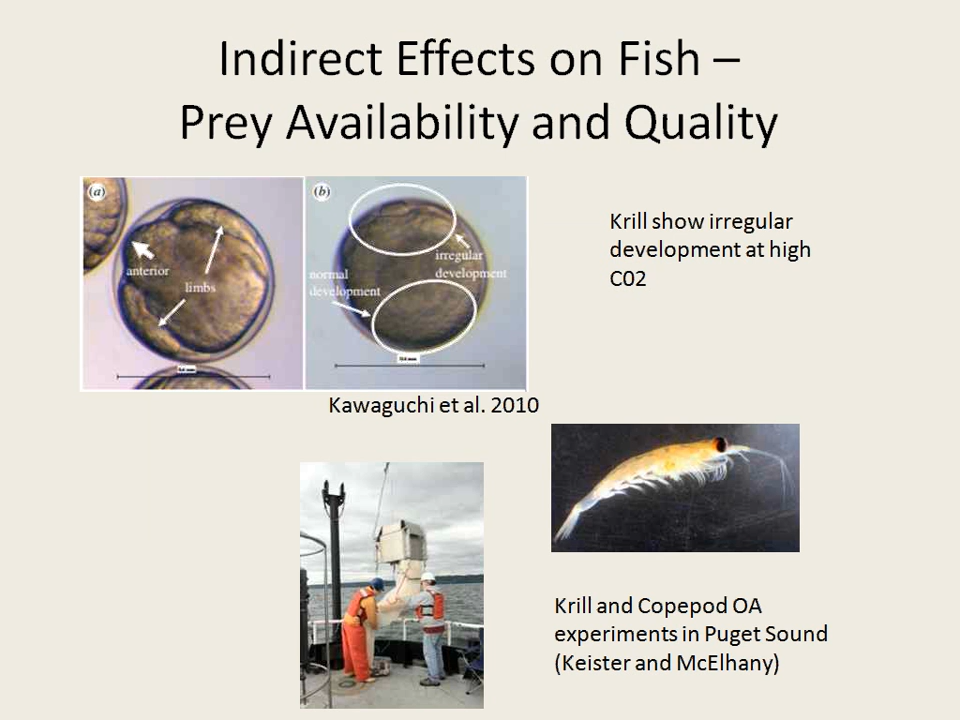 Indirect Effects on Fish –
Prey Availability and Quality
(a)
anterior
limbs
(b)
irregular
development
normal
development
Krill show irregular
development at high
C02
Kawaguchi et al. 2010
Krill and Copepod OA
experiments in Puget Sound
(Keister and McElhany)